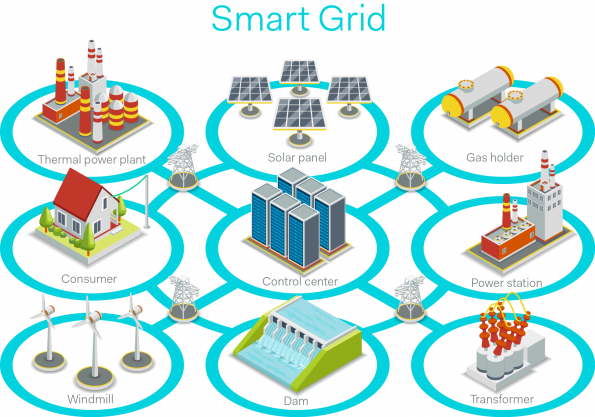 Smart Grid
Thermal power plant
Solar panel
Gas holder
Consumer
Control center
Power station
Windmill
Dam
Transformer